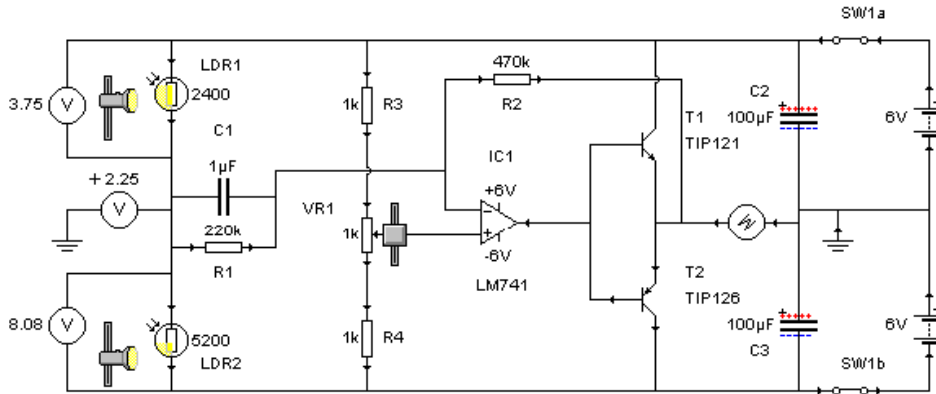 SW1a
LDR1
2400
3.75
V
C1
1µF
+2.25
V
220k
R1
8.08
V
5200
LDR2
1k
R3
VR1
1k
1k
R4
470k
R2
IC1
+6V
-6V
LM741
T1
TIP121
T2
TIP126
M
C2
100µF
6V
100µF
C3
6V
SW1b